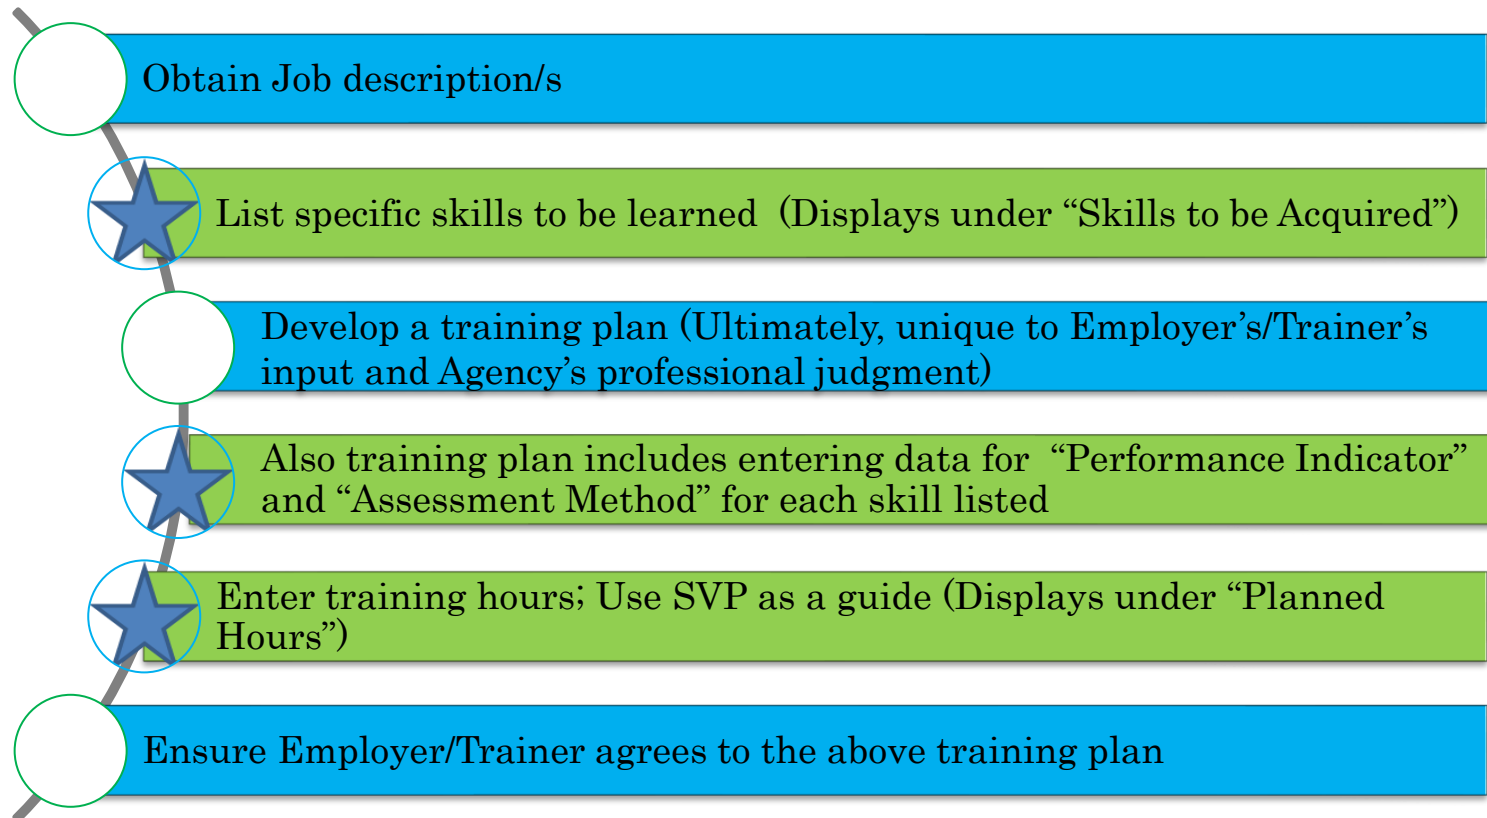 Obtain Job description/s
List specific skills to be learned  (Displays under “Skills to be Acquired”)
Develop a training plan (Ultimately, unique to Employer’s/Trainer’s
input and Agency’s professional judgment)
Also training plan includes entering data for  “Performance Indicator”
and “Assessment Method” for each skill listed
Enter training hours; Use SVP as a guide (Displays under “Planned
Hours”)
Ensure Employer/Trainer agrees to the above training plan